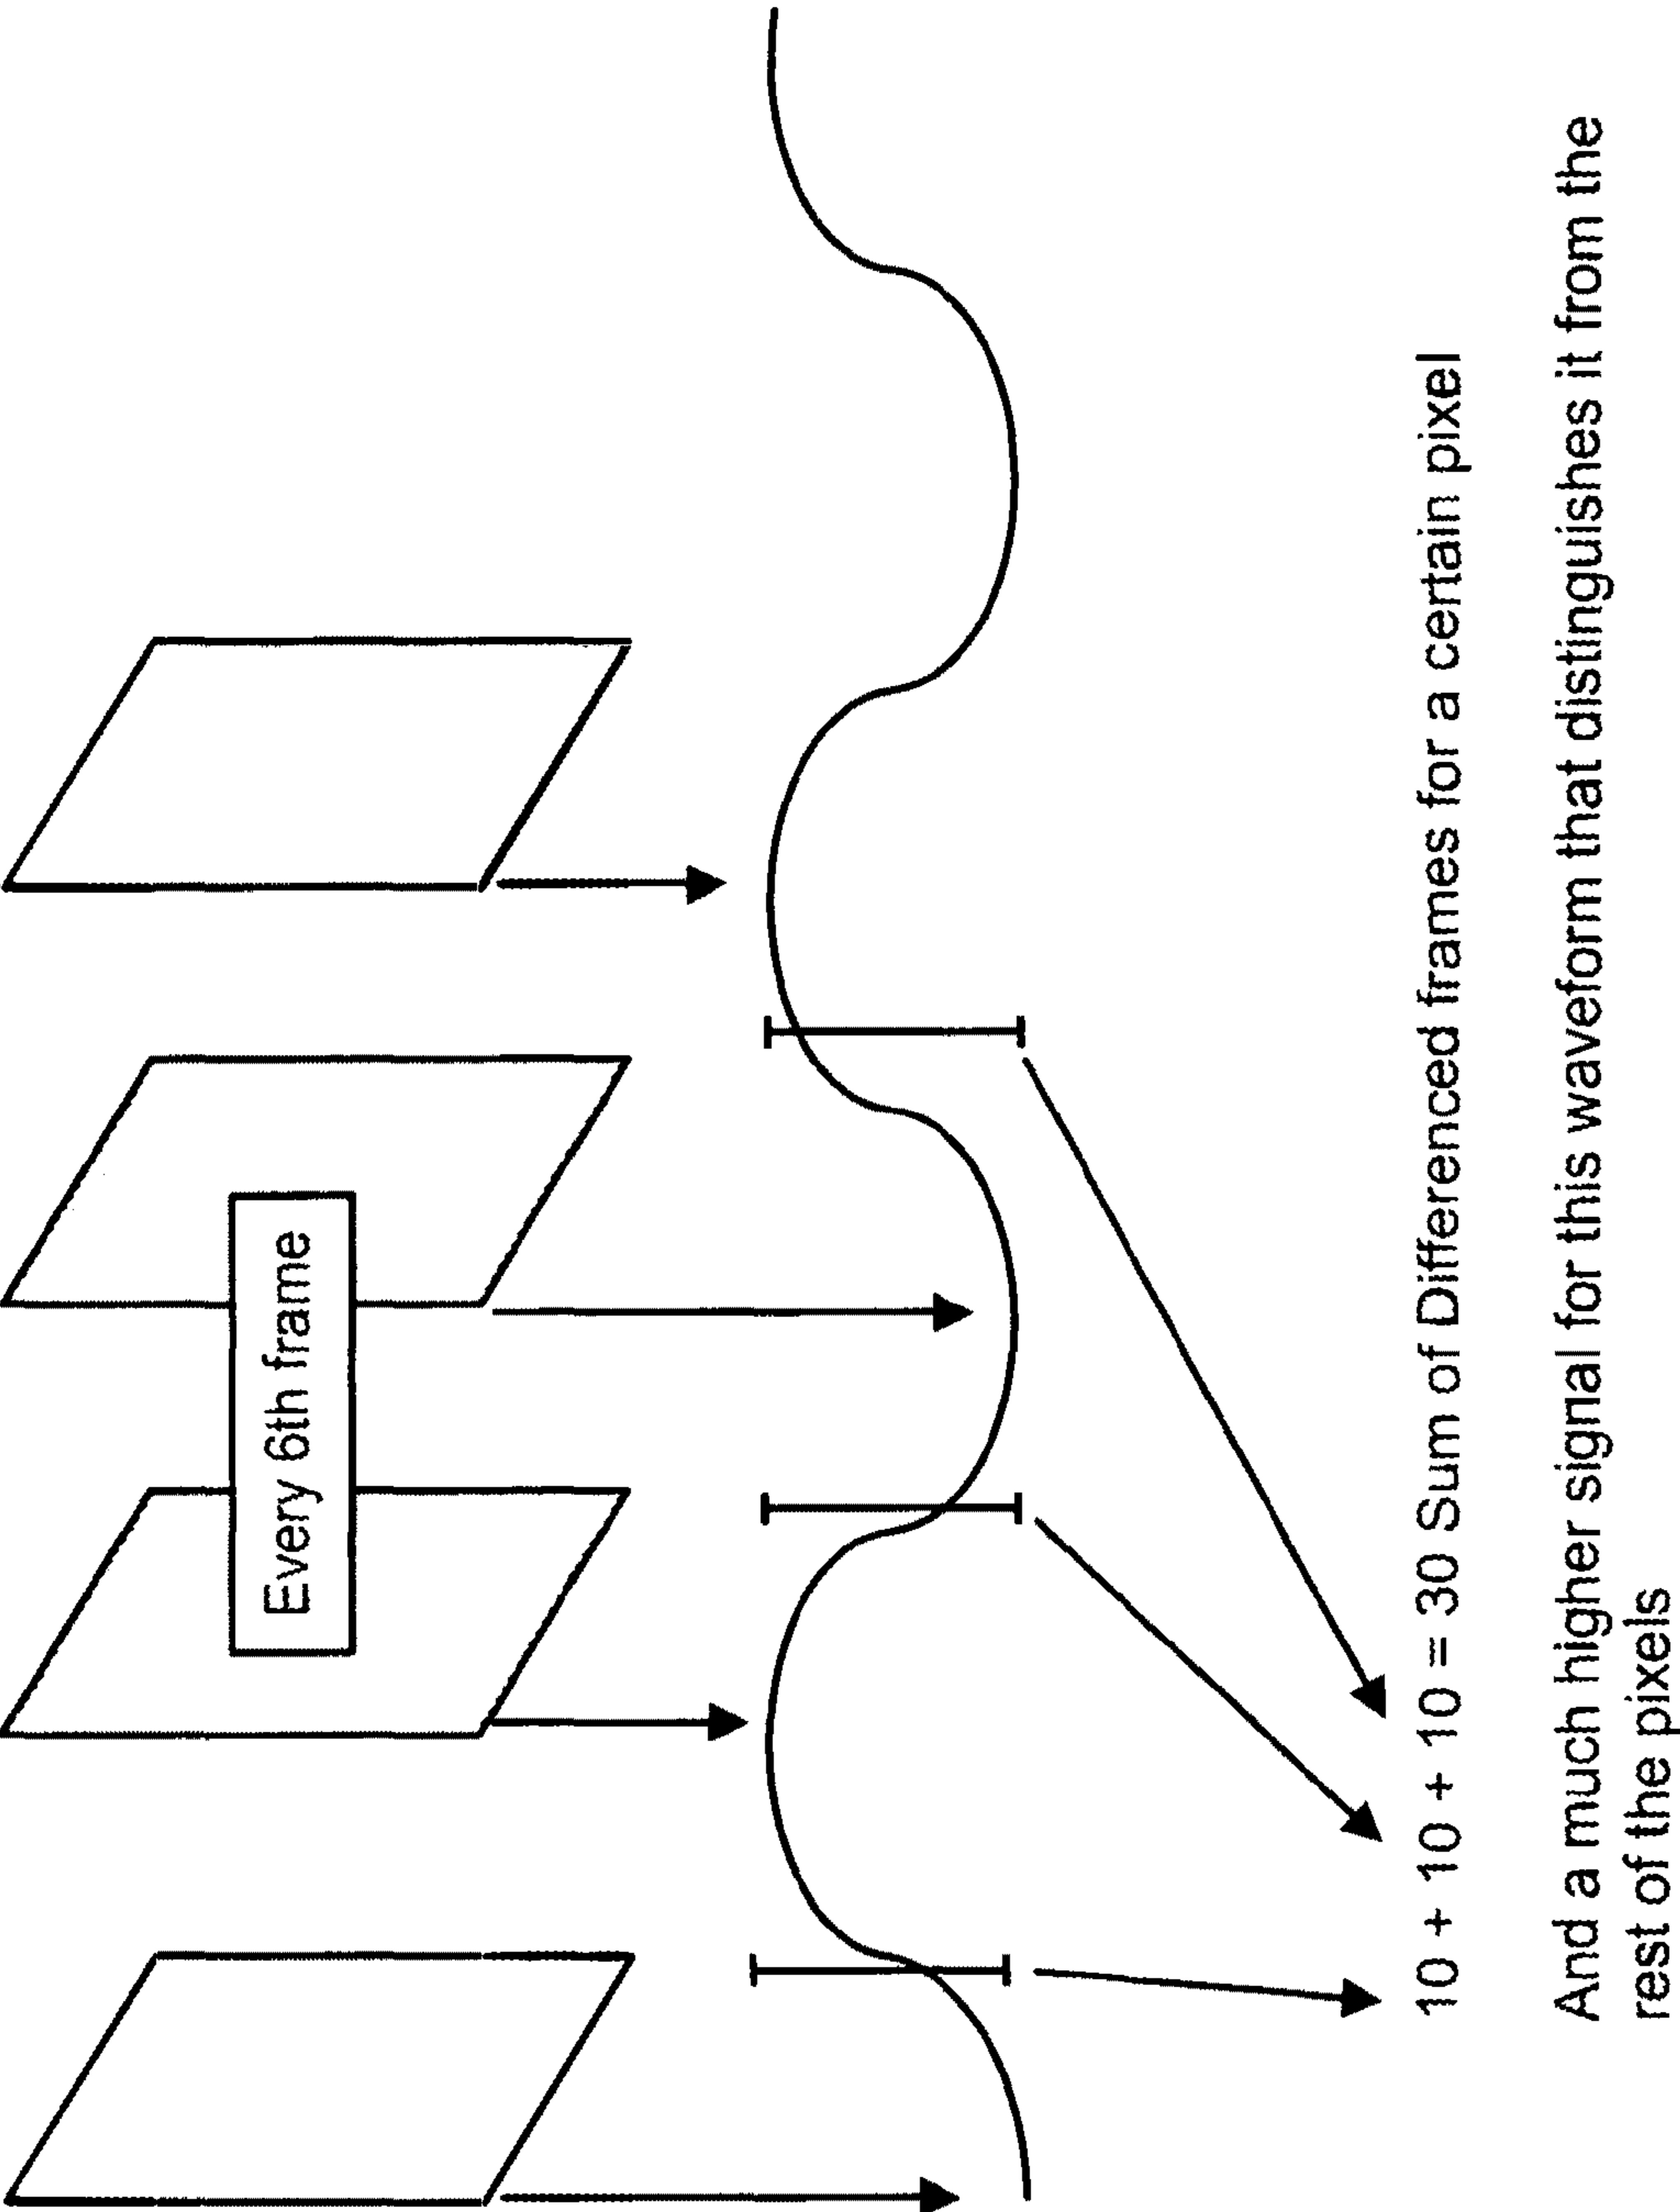 Every 6th frame
10 + 10 + 10 = 30 Sum of Differenced frames for a certain pixel
And a much higher signal for this waveform that distinguishes it from the
rest of the pixels